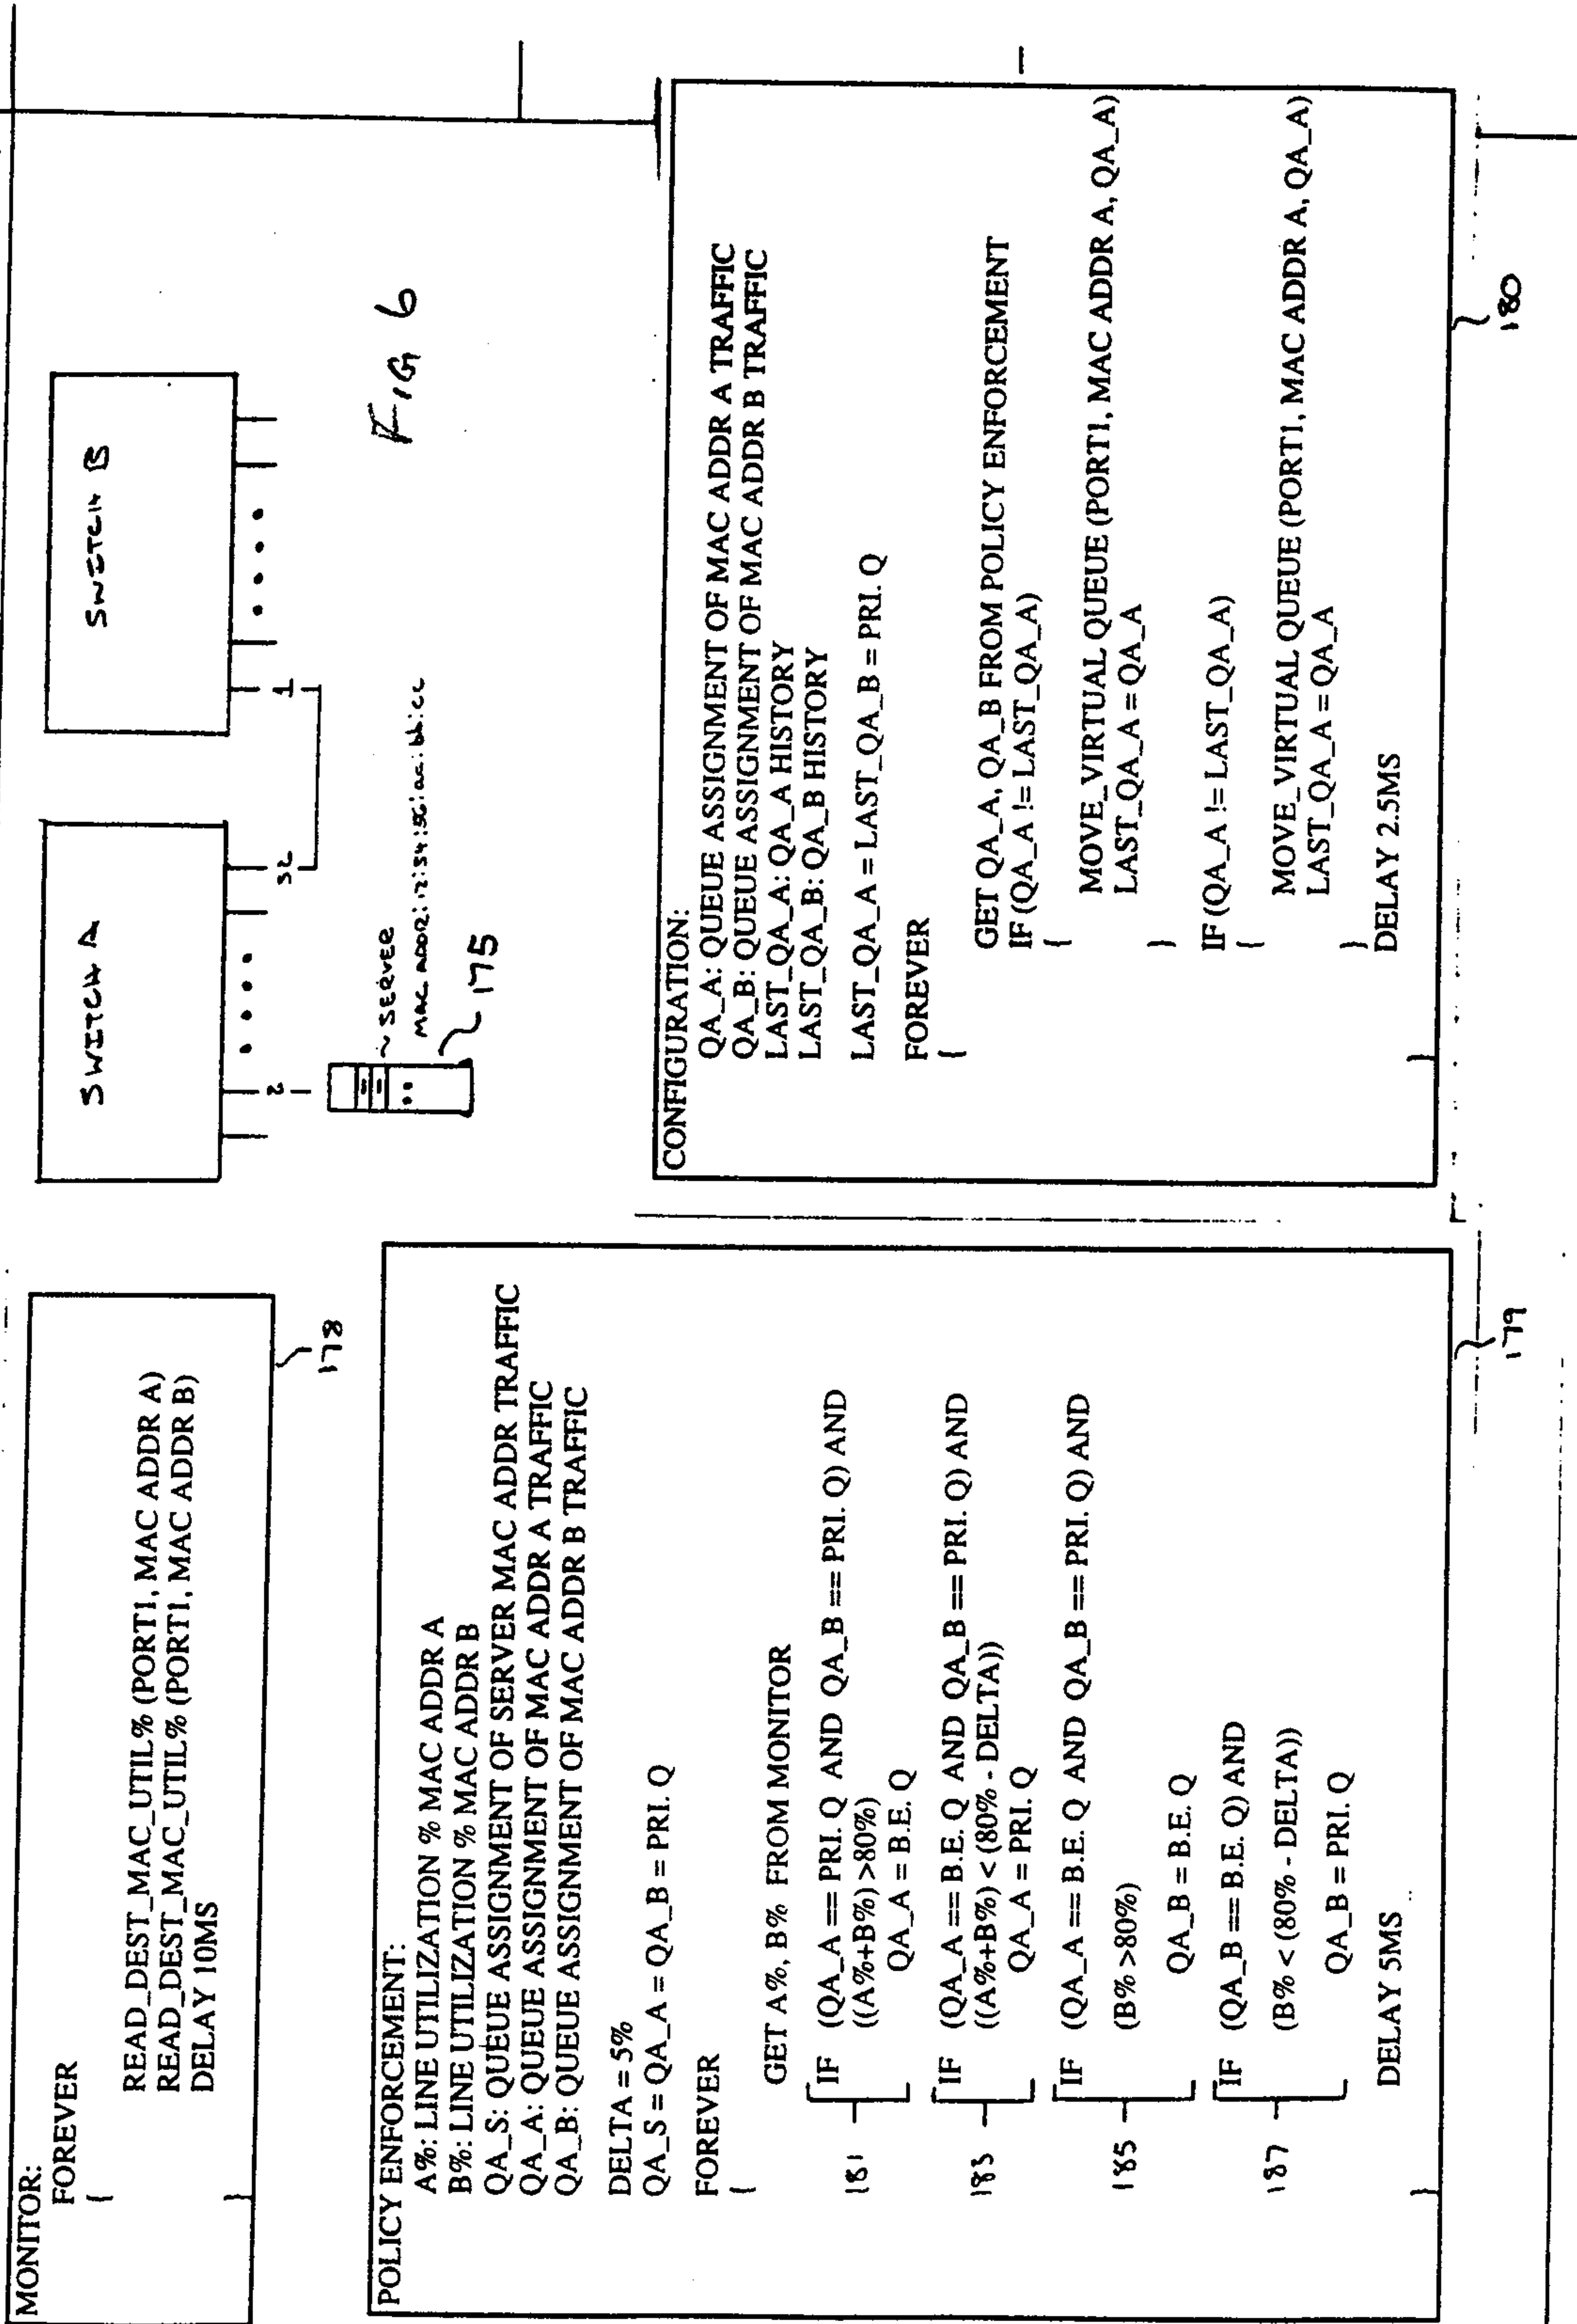 MONITOR:
FOREVER
{
READ_DEST_MAC_UTIL% (PORT1, MAC ADDR A)
READ_DEST_MAC_UTIL% (PORT1, MAC ADDR B)
DELAY 10MS
}
178
POLICY ENFORCEMENT:
A%: LINE UTILIZATION % MAC ADDR A
B%: LINE UTILIZATION % MAC ADDR B
QA_S: QUEUE ASSIGNMENT OF SERVER MAC ADDR TRAFFIC
QA_A: QUEUE ASSIGNMENT OF MAC ADDR A TRAFFIC
QA_B: QUEUE ASSIGNMENT OF MAC ADDR B TRAFFIC
DELTA = 5%
QA_S = QA_A = QA_B = PRI. Q
FOREVER
{
GET A%, B% FROM MONITOR
181 IF (QA_A == PRI. Q AND QA_B == PRI. Q) AND
((A%+B%) >80%)
QA_A = B.E. Q
183 IF (QA_A == B.E. Q AND QA_B == PRI. Q) AND
((A%+B%) < (80% - DELTA))
QA_A = PRI. Q
185 IF (QA_A == B.E. Q AND QA_B == PRI. Q) AND
(B% >80%)
QA_B = B.E. Q
187 IF (QA_B == B.E. Q) AND
(B% < (80% - DELTA))
QA_B = PRI. Q
DELAY 5MS
}
179
SWITCH A
SWITCH B
2
32
1
~ SERVER
MAC ADDR: 12:34:56:aa:bb:cc
175
FIG 6
CONFIGURATION:
QA_A: QUEUE ASSIGNMENT OF MAC ADDR A TRAFFIC
QA_B: QUEUE ASSIGNMENT OF MAC ADDR B TRAFFIC
LAST_QA_A: QA_A HISTORY
LAST_QA_B: QA_B HISTORY
LAST_QA_A = LAST_QA_B = PRI. Q
FOREVER
{
GET QA_A, QA_B FROM POLICY ENFORCEMENT
IF (QA_A != LAST_QA_A)
{
MOVE_VIRTUAL QUEUE (PORT1, MAC ADDR A, QA_A)
LAST_QA_A = QA_A
}
IF (QA_A != LAST_QA_A)
{
MOVE_VIRTUAL QUEUE (PORT1, MAC ADDR A, QA_A)
LAST_QA_A = QA_A
}
DELAY 2.5MS
}
180